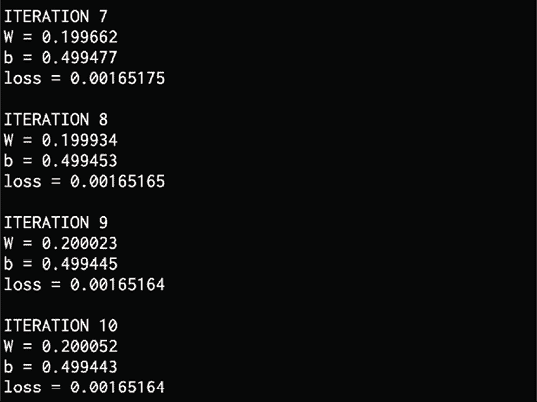 ITERATION 7
W = 0.199662
b = 0.499477
loss = 0.00165175
ITERATION 8
W = 0.199934
b = 0.499453
loss = 0.00165165
ITERATION 9
W = 0.200023
b = 0.499445
loss = 0.00165164
ITERATION 10
W = 0.200052
b = 0.499443
loss = 0.00165164